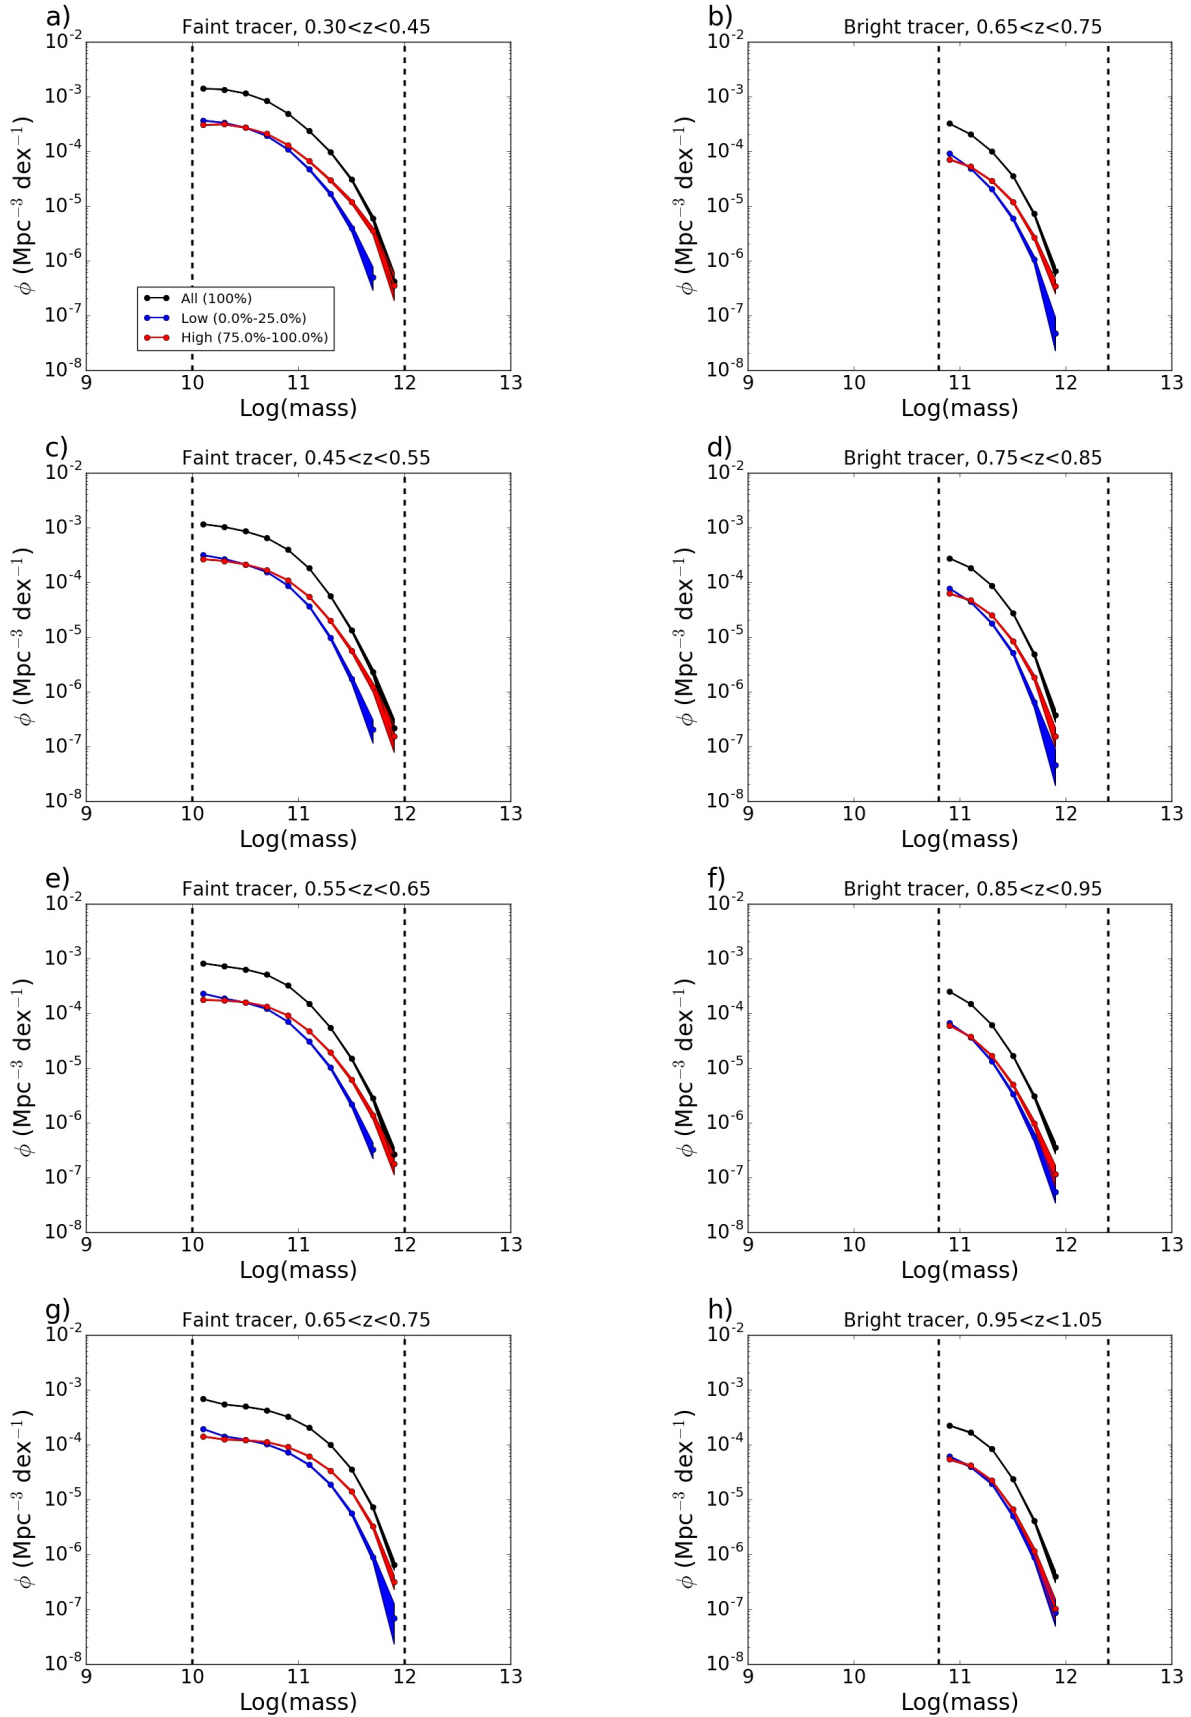 a)
Faint tracer, 0.30<z<0.45
10^-2
10^-3
10^-4
10^-5
10^-6
10^-7
10^-8
ϕ (Mpc^−3 dex^−1)
All (100%)
Low (0.0%-25.0%)
High (75.0%-100.0%)
9 10 11 12 13
Log(mass)
b)
Bright tracer, 0.65<z<0.75
10^-2
10^-3
10^-4
10^-5
10^-6
10^-7
10^-8
ϕ (Mpc^−3 dex^−1)
9 10 11 12 13
Log(mass)
c)
Faint tracer, 0.45<z<0.55
10^-2
10^-3
10^-4
10^-5
10^-6
10^-7
10^-8
ϕ (Mpc^−3 dex^−1)
9 10 11 12 13
Log(mass)
d)
Bright tracer, 0.75<z<0.85
10^-2
10^-3
10^-4
10^-5
10^-6
10^-7
10^-8
ϕ (Mpc^−3 dex^−1)
9 10 11 12 13
Log(mass)
e)
Faint tracer, 0.55<z<0.65
10^-2
10^-3
10^-4
10^-5
10^-6
10^-7
10^-8
ϕ (Mpc^−3 dex^−1)
9 10 11 12 13
Log(mass)
f)
Bright tracer, 0.85<z<0.95
10^-2
10^-3
10^-4
10^-5
10^-6
10^-7
10^-8
ϕ (Mpc^−3 dex^−1)
9 10 11 12 13
Log(mass)
g)
Faint tracer, 0.65<z<0.75
10^-2
10^-3
10^-4
10^-5
10^-6
10^-7
10^-8
ϕ (Mpc^−3 dex^−1)
9 10 11 12 13
Log(mass)
h)
Bright tracer, 0.95<z<1.05
10^-2
10^-3
10^-4
10^-5
10^-6
10^-7
10^-8
ϕ (Mpc^−3 dex^−1)
9 10 11 12 13
Log(mass)